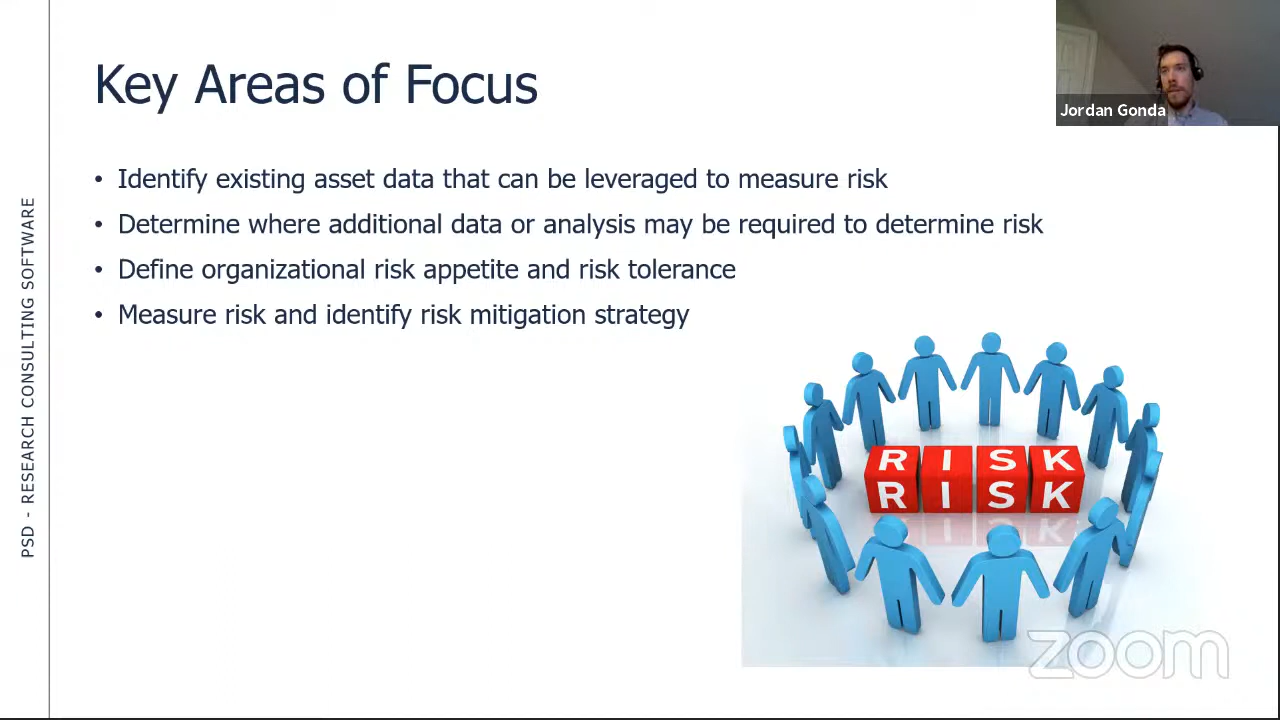 Key Areas of Focus
Jordan Gonda
• Identify existing asset data that can be leveraged to measure risk
• Determine where additional data or analysis may be required to determine risk
• Define organizational risk appetite and risk tolerance
• Measure risk and identify risk mitigation strategy
PSD - RESEARCH CONSULTING SOFTWARE
R I S K
R I S K
zoom